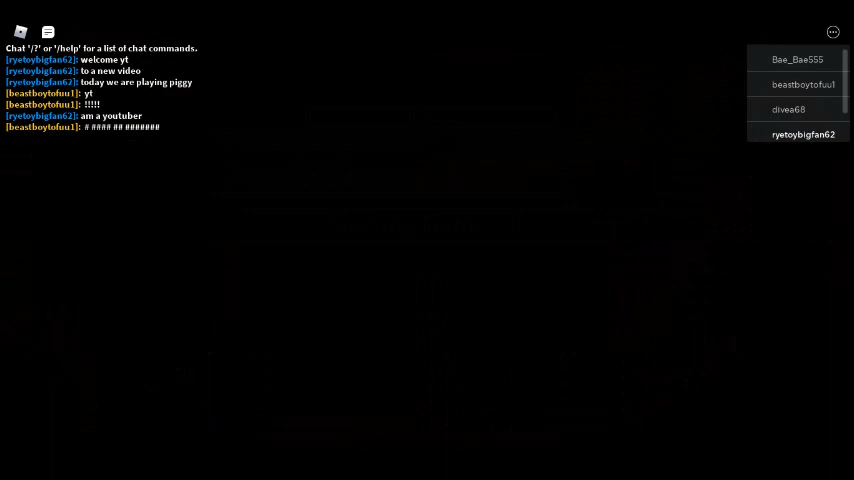 Chat '/?' or '/help' for a list of chat commands.
[ryetoybigfan62]: welcome yt
[ryetoybigfan62]: to a new video
[ryetoybigfan62]: today we are playing piggy
[beastboytofuu1]: yt
[beastboytofuu1]: !!!!!
[ryetoybigfan62]: am a youtuber
[beastboytofuu1]: # #### ## #######
Bae_Bae555
beastboytofuu1
divea68
ryetoybigfan62